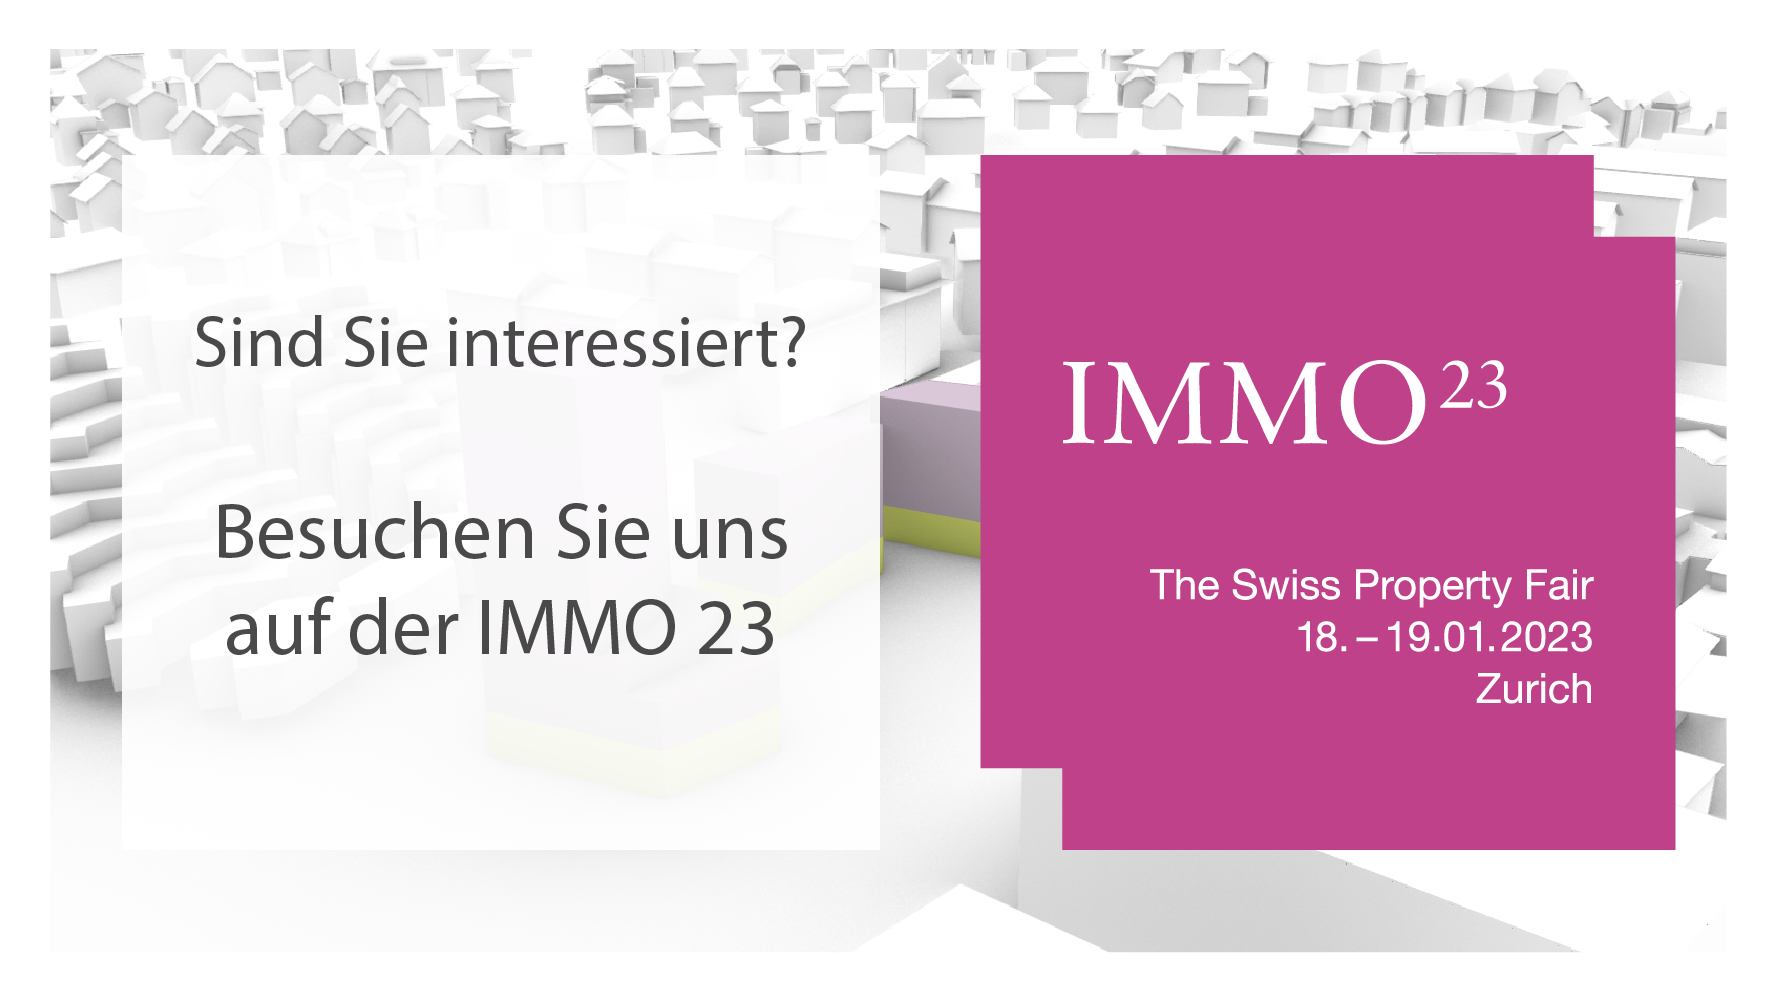 Sind Sie interessiert?
Besuchen Sie uns
auf der IMMO 23
IMMO23
The Swiss Property Fair
18. – 19.01.2023
Zurich